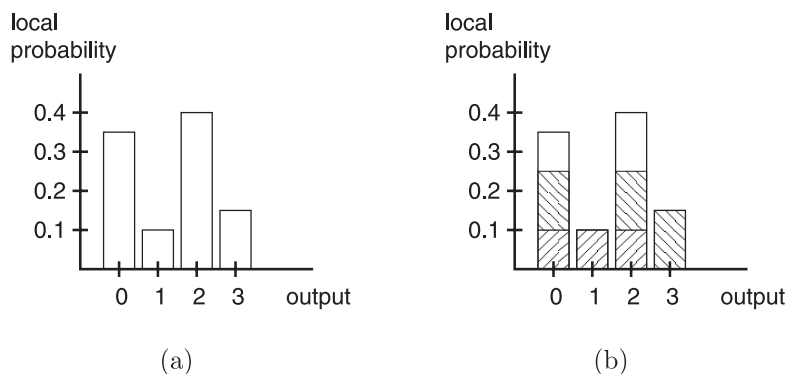 local
probability
0.4
0.3
0.2
0.1
0 1 2 3 output
(a)
local
probability
0.4
0.3
0.2
0.1
0 1 2 3 output
(b)